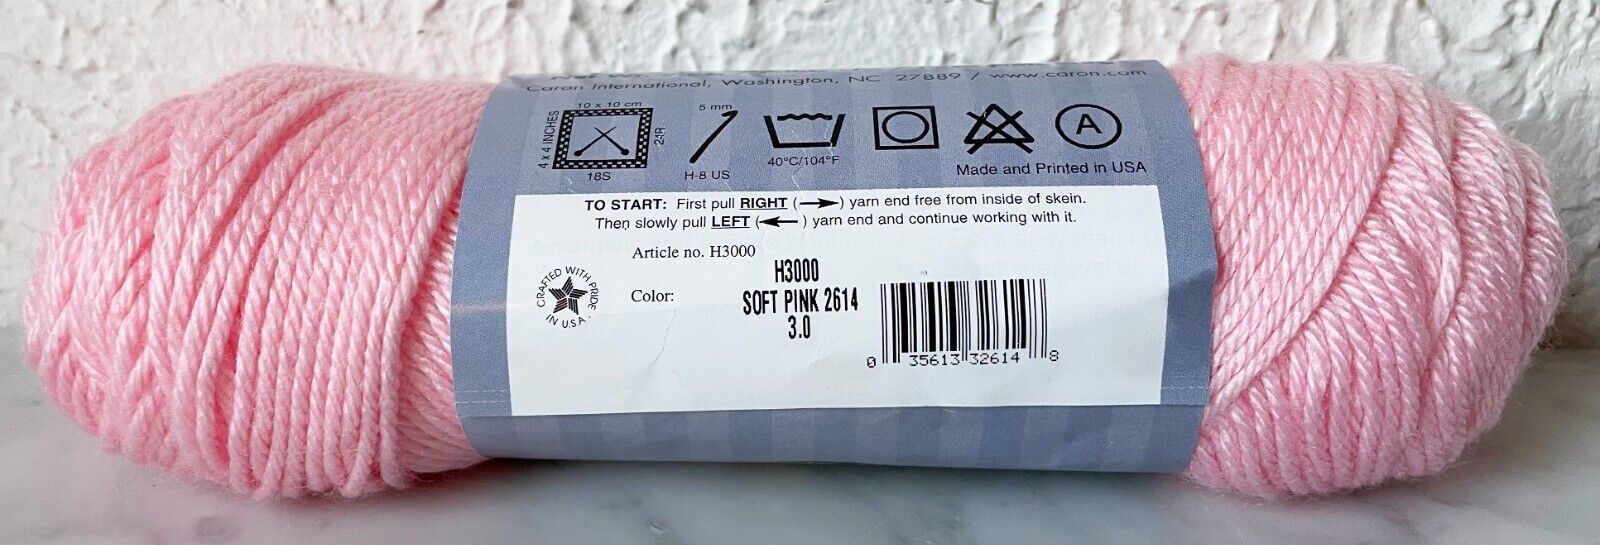 Caron International, Washington, NC 27889 / www.caron.com
10 x 10 cm
4 x 4 INCHES
24R
18S
5 mm
H-8 US
40°C/104°F
A
Made and Printed in USA
TO START: First pull RIGHT (→) yarn end free from inside of skein.
Then slowly pull LEFT (←) yarn end and continue working with it.
Article no. H3000
H3000
CRAFTED WITH PRIDE IN U.S.A.
Color:
SOFT PINK 2614
3.0
0 35613 32614 8